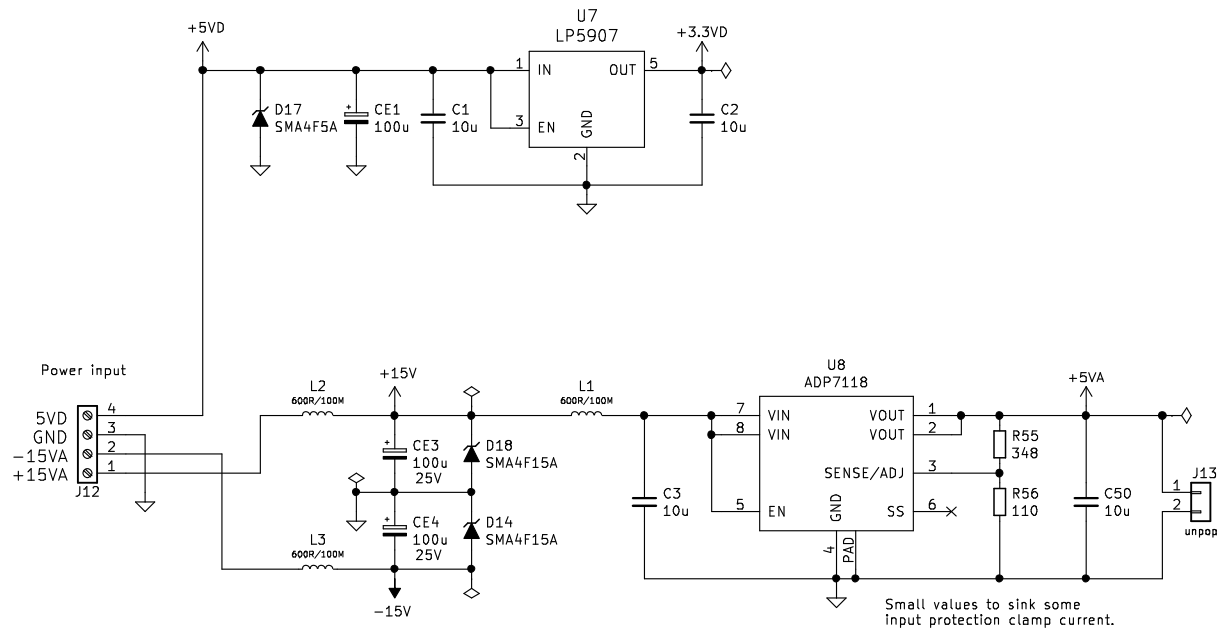 U7
LP5907
+5VD
+3.3VD
1
IN
OUT
5
D17
SMA4F5A
+
CE1
100u
C1
10u
3
EN
GND
2
C2
10u
Power input
5VD
4
GND
3
-15VA
2
+15VA
1
J12
L2
600R/100M
+15V
L1
600R/100M
U8
ADP7118
+5VA
7
VIN
VOUT
1
8
VIN
VOUT
2
R55
348
+
CE3
100u
25V
D18
SMA4F15A
SENSE/ADJ
3
J13
1
2
unpop
C3
10u
5
EN
GND
SS
6
R56
110
C50
10u
+
CE4
100u
25V
D14
SMA4F15A
4
PAD
L3
600R/100M
-15V
Small values to sink some
input protection clamp current.